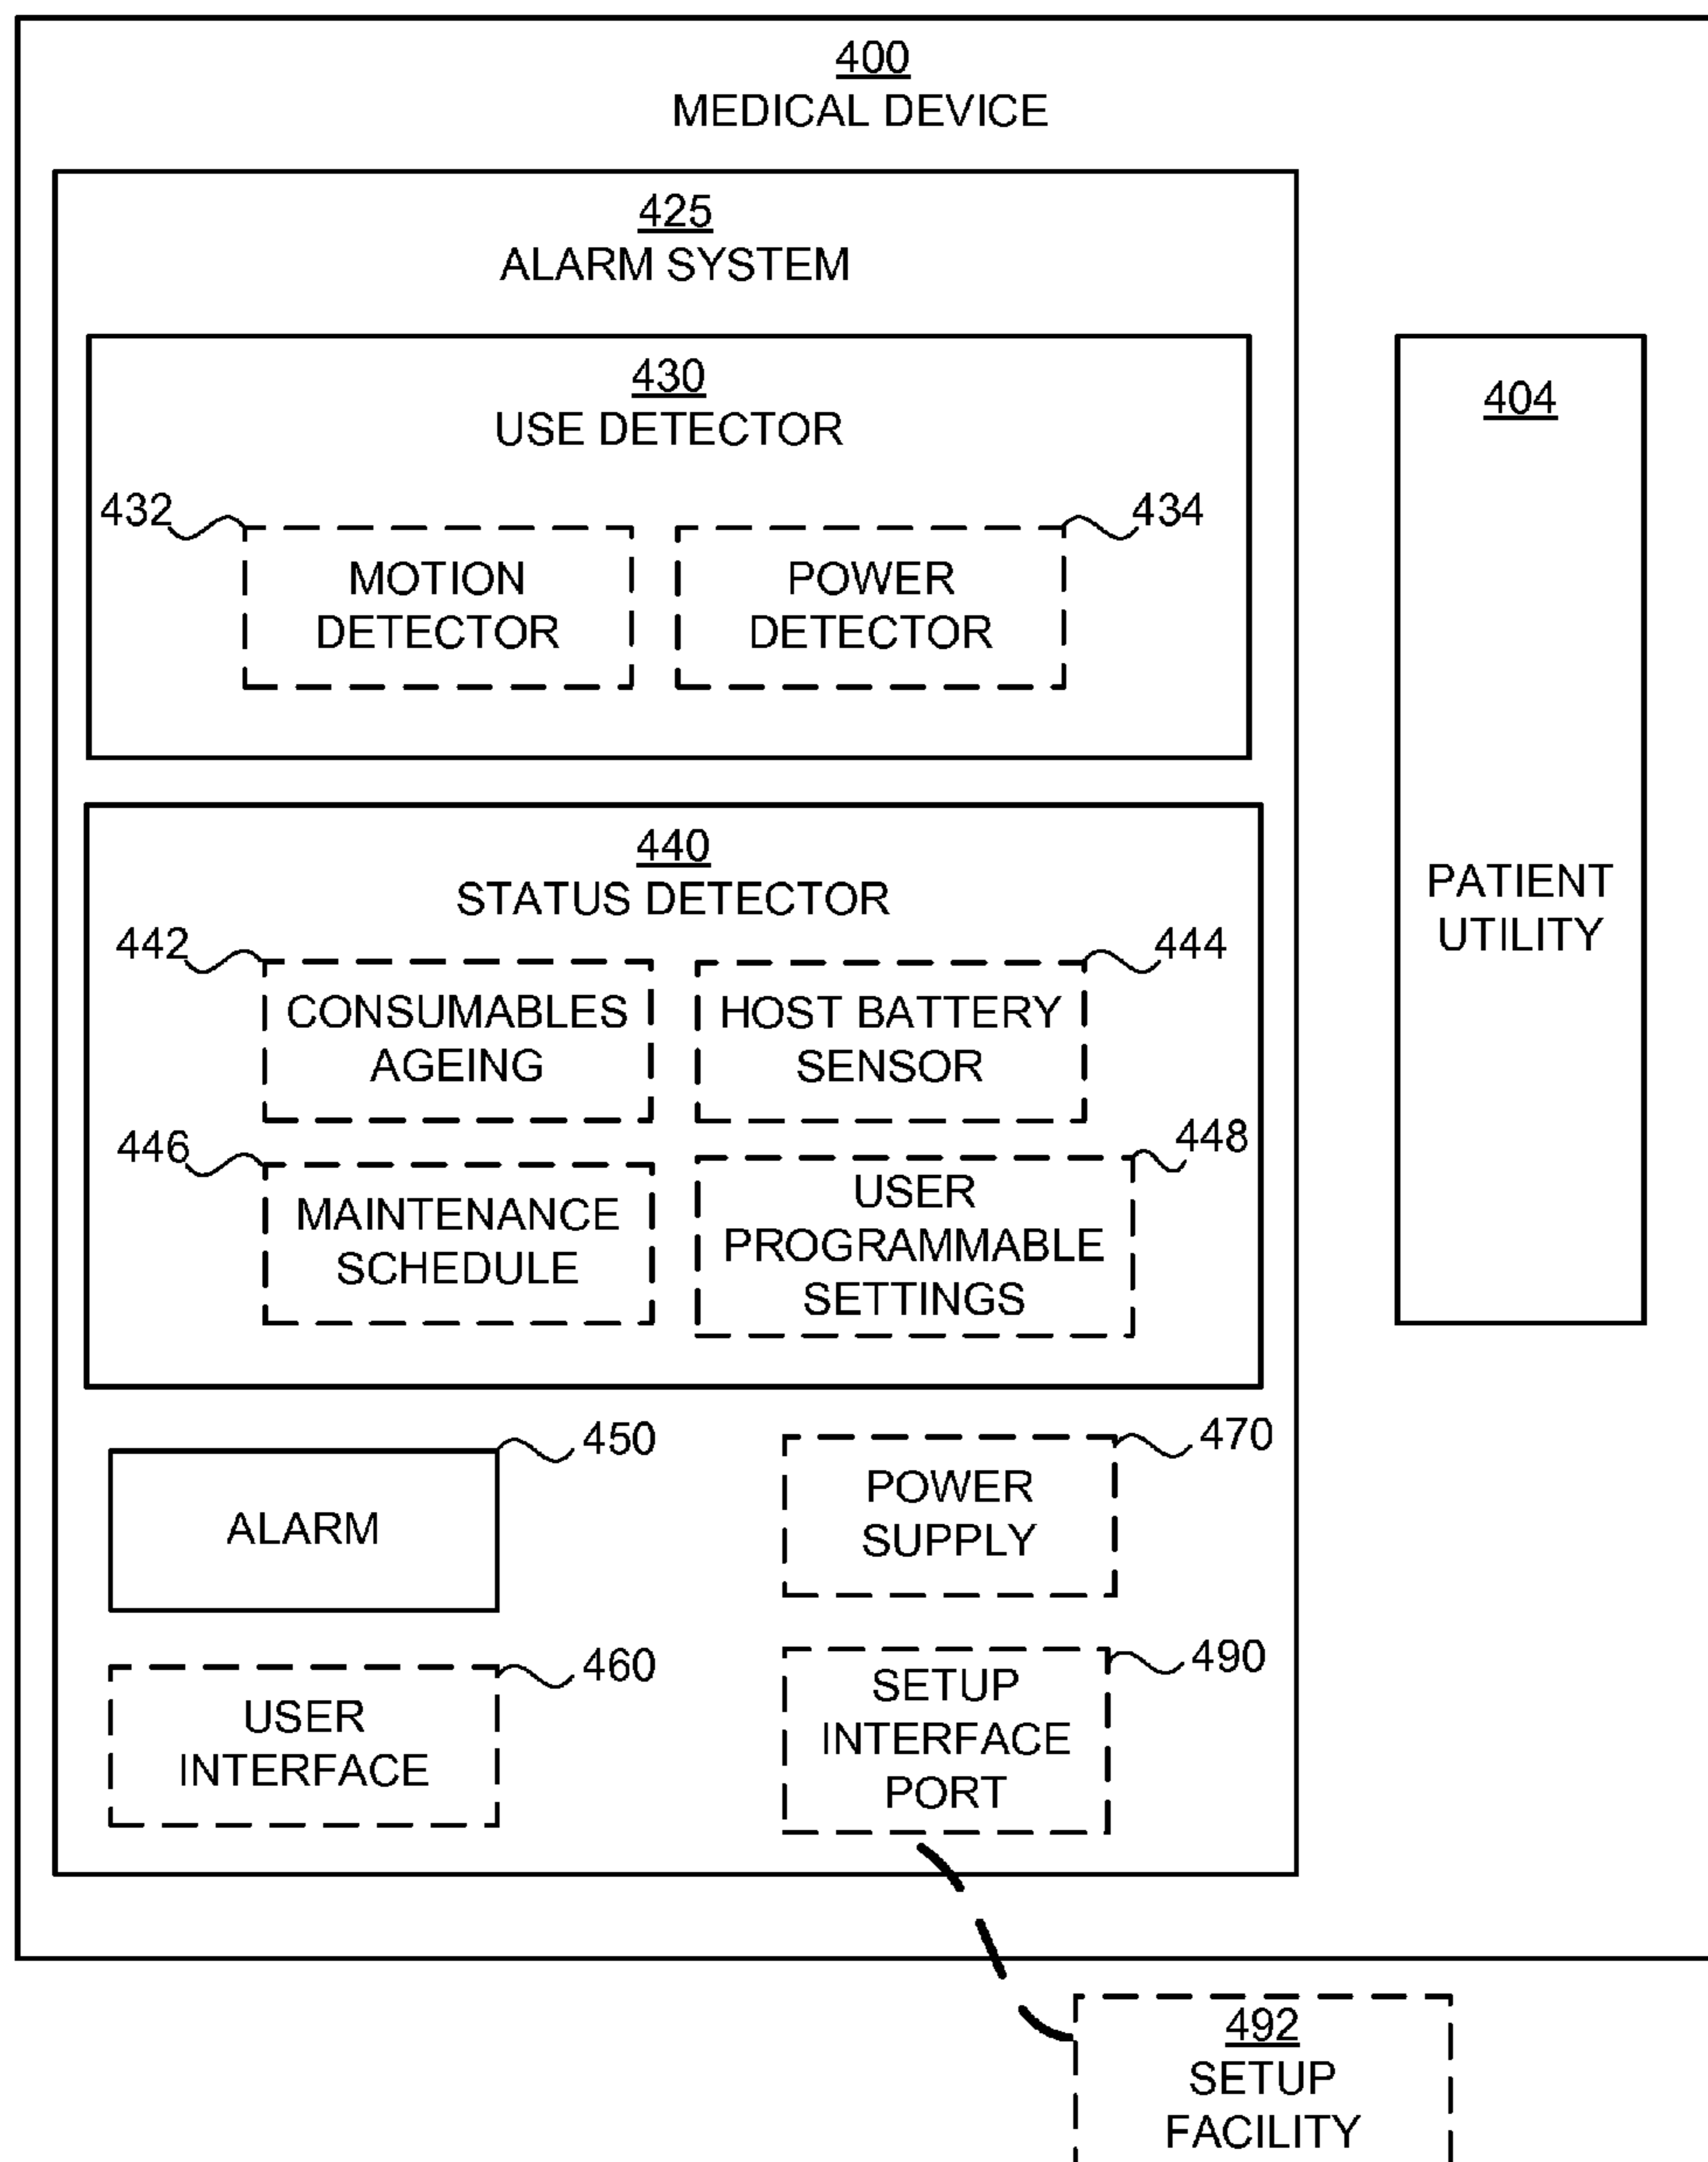 400
MEDICAL DEVICE
425
ALARM SYSTEM
430
USE DETECTOR
432
MOTION
DETECTOR
434
POWER
DETECTOR
404
PATIENT
UTILITY
440
STATUS DETECTOR
442
CONSUMABLES
AGEING
444
HOST BATTERY
SENSOR
446
MAINTENANCE
SCHEDULE
448
USER
PROGRAMMABLE
SETTINGS
450
ALARM
470
POWER
SUPPLY
460
USER
INTERFACE
490
SETUP
INTERFACE
PORT
492
SETUP
FACILITY